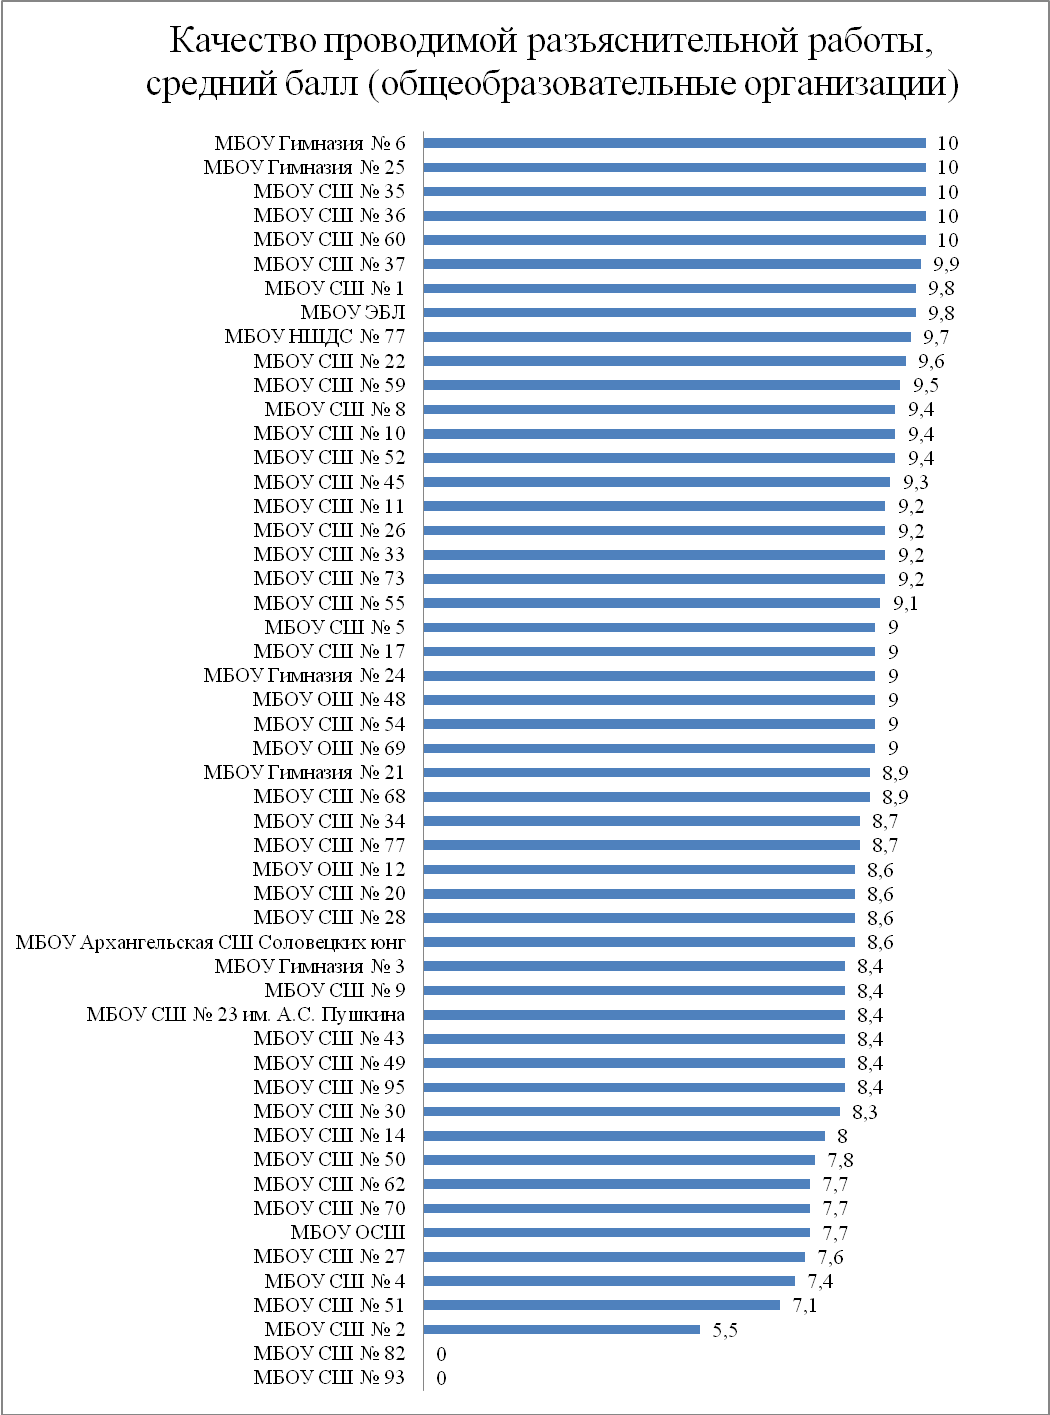 Качество проводимой разъяснительной работы,
средний балл (общеобразовательные организации)
МБОУ Гимназия № 6 10
МБОУ Гимназия № 25 10
МБОУ СШ № 35 10
МБОУ СШ № 36 10
МБОУ СШ № 60 10
МБОУ СШ № 37 9,9
МБОУ СШ № 1 9,8
МБОУ ЭБЛ 9,8
МБОУ НШДС № 77 9,7
МБОУ СШ № 22 9,6
МБОУ СШ № 59 9,5
МБОУ СШ № 8 9,4
МБОУ СШ № 10 9,4
МБОУ СШ № 52 9,4
МБОУ СШ № 45 9,3
МБОУ СШ № 11 9,2
МБОУ СШ № 26 9,2
МБОУ СШ № 33 9,2
МБОУ СШ № 73 9,2
МБОУ СШ № 55 9,1
МБОУ СШ № 5 9
МБОУ СШ № 17 9
МБОУ Гимназия № 24 9
МБОУ ОШ № 48 9
МБОУ СШ № 54 9
МБОУ ОШ № 69 9
МБОУ Гимназия № 21 8,9
МБОУ СШ № 68 8,9
МБОУ СШ № 34 8,7
МБОУ СШ № 77 8,7
МБОУ ОШ № 12 8,6
МБОУ СШ № 20 8,6
МБОУ СШ № 28 8,6
МБОУ Архангельская СШ Соловецких юнг 8,6
МБОУ Гимназия № 3 8,4
МБОУ СШ № 9 8,4
МБОУ СШ № 23 им. А.С. Пушкина 8,4
МБОУ СШ № 43 8,4
МБОУ СШ № 49 8,4
МБОУ СШ № 95 8,4
МБОУ СШ № 30 8,3
МБОУ СШ № 14 8
МБОУ СШ № 50 7,8
МБОУ СШ № 62 7,7
МБОУ СШ № 70 7,7
МБОУ ОСШ 7,7
МБОУ СШ № 27 7,6
МБОУ СШ № 4 7,4
МБОУ СШ № 51 7,1
МБОУ СШ № 2 5,5
МБОУ СШ № 82 0
МБОУ СШ № 93 0